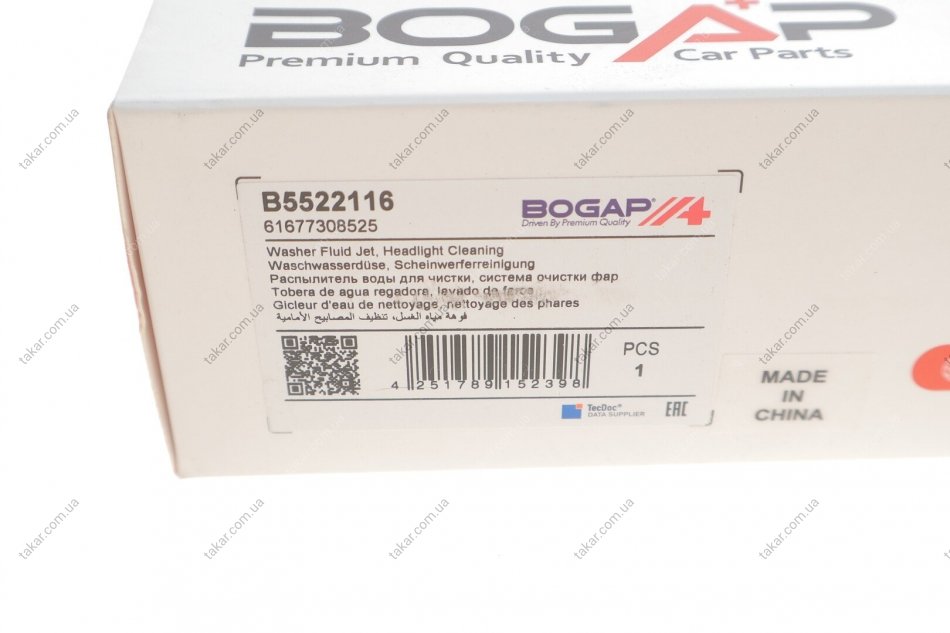 BOGAP
Premium Quality Car Parts
B5522116
61677308525
BOGAP
Driven By Premium Quality
Washer Fluid Jet, Headlight Cleaning
Waschwasserdüse, Scheinwerferreinigung
Распылитель воды для чистки, система очистки фар
Tobera de agua regadora, lavado de faros
Gicleur d'eau de nettoyage, nettoyage des phares
فوهة مياه الغسل، تنظيف المصابيح الأمامية
4 251789 152398
PCS
1
TecDoc®
DATA SUPPLIER
EAC
MADE
IN
CHINA
takar.com.ua